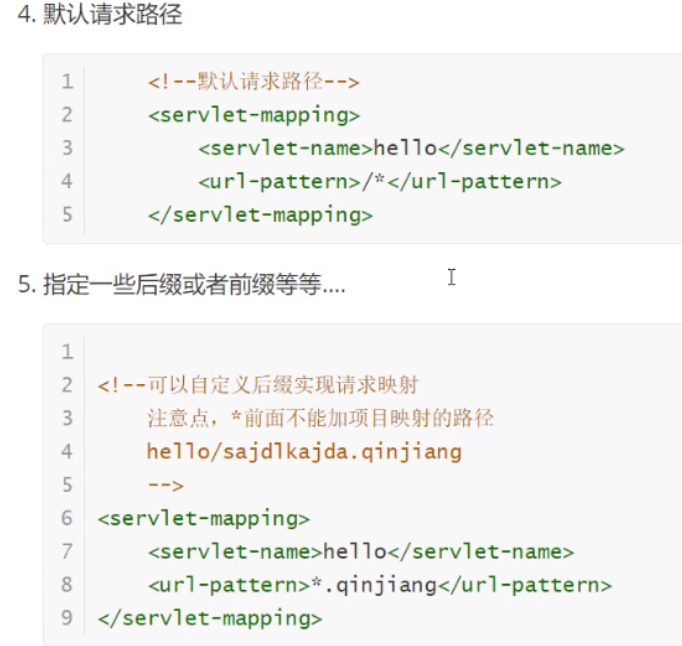 4. 默认请求路径
1 <!--默认请求路径-->
2 <servlet-mapping>
3 <servlet-name>hello</servlet-name>
4 <url-pattern>/*</url-pattern>
5 </servlet-mapping>
5. 指定一些后缀或者前缀等等....
1
2 <!--可以自定义后缀实现请求映射
3 注意点，*前面不能加项目映射的路径
4 hello/sajdlkajda.qinjiang
5 -->
6 <servlet-mapping>
7 <servlet-name>hello</servlet-name>
8 <url-pattern>*.qinjiang</url-pattern>
9 </servlet-mapping>